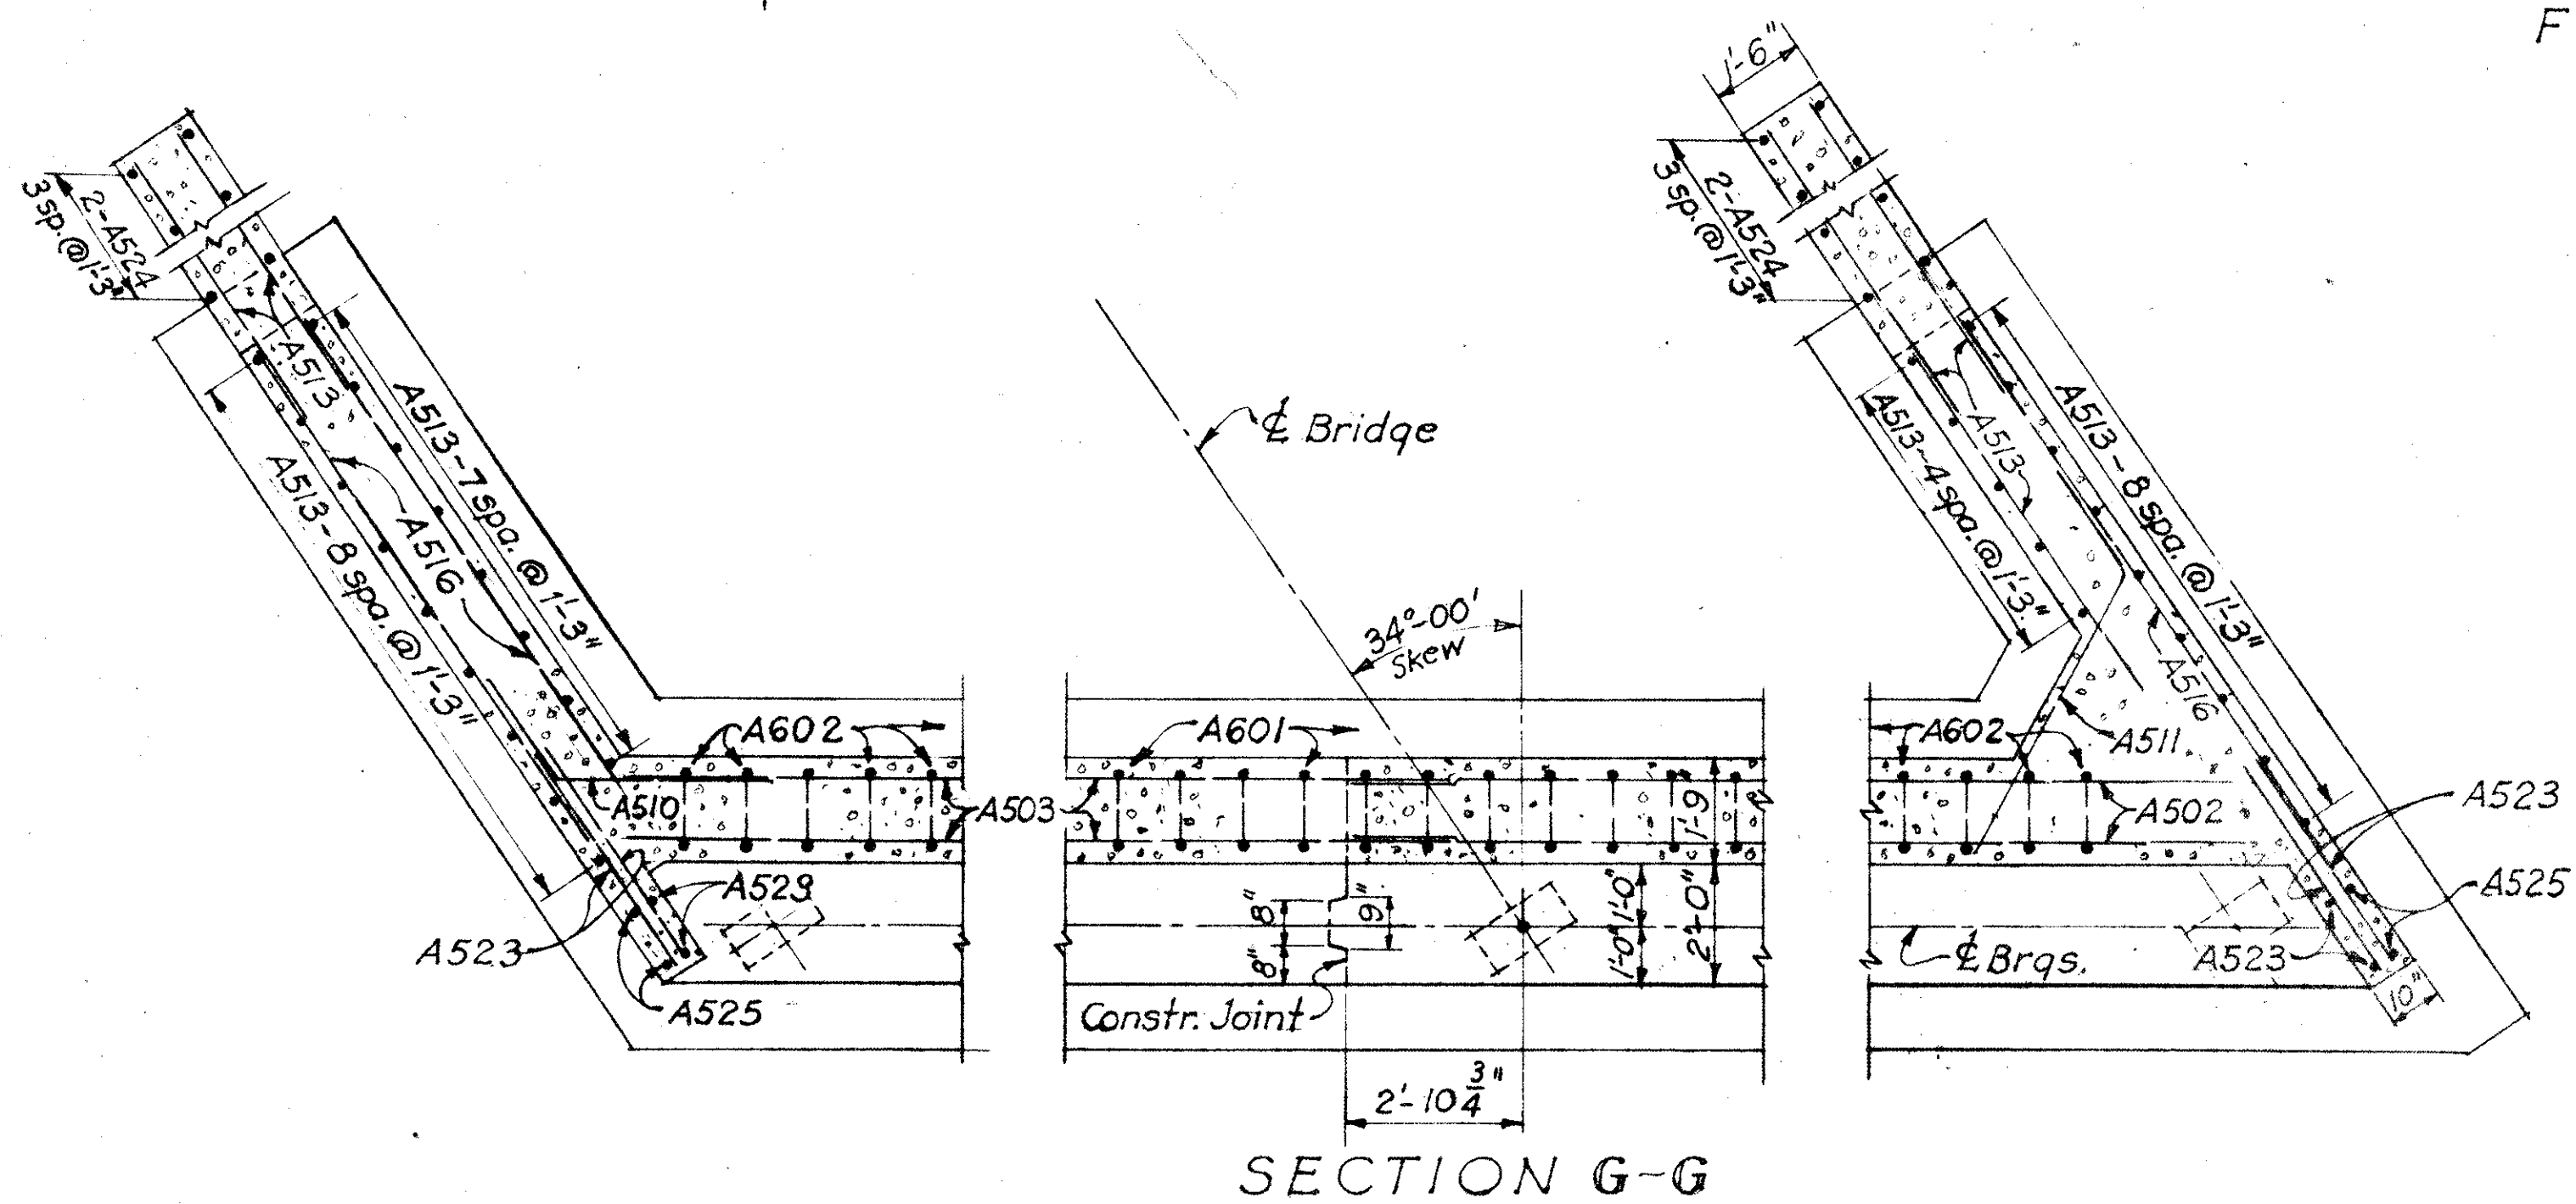 F
1'-6"
2-A524
3 sp.@1'-3"
2-A524
3 sp.@1'-3"
A513
A513-7 spa.@1'-3"
A513-8 spa.@1'-3"
A516
℄ Bridge
34°-00'
Skew
A513-4 spa.@1'-3"
A513
A513-8 spa.@1'-3"
A516
A511
A602
A601
A602
A510
A503
A502
1'-9"
A523
A523
A525
A523
A525
8"
8"
9"
1'-0"
1'-0"
2'-0"
℄ Brgs.
A523
10"
Constr. Joint
2'-10 3/4"
SECTION G-G